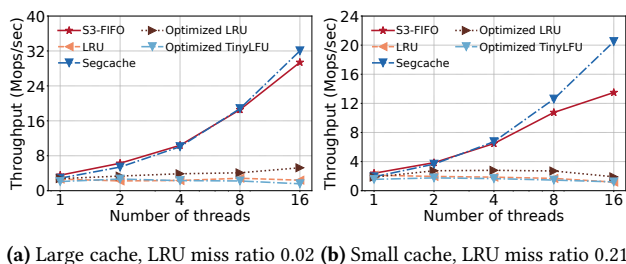 S3-FIFO
LRU
Segcache
Optimized LRU
Optimized TinyLFU
Throughput (Mops/sec)
40
32
24
16
8
0
1 2 4 8 16
Number of threads
(a) Large cache, LRU miss ratio 0.02
S3-FIFO
LRU
Segcache
Optimized LRU
Optimized TinyLFU
Throughput (Mops/sec)
24
20
16
12
8
4
0
1 2 4 8 16
Number of threads
(b) Small cache, LRU miss ratio 0.21